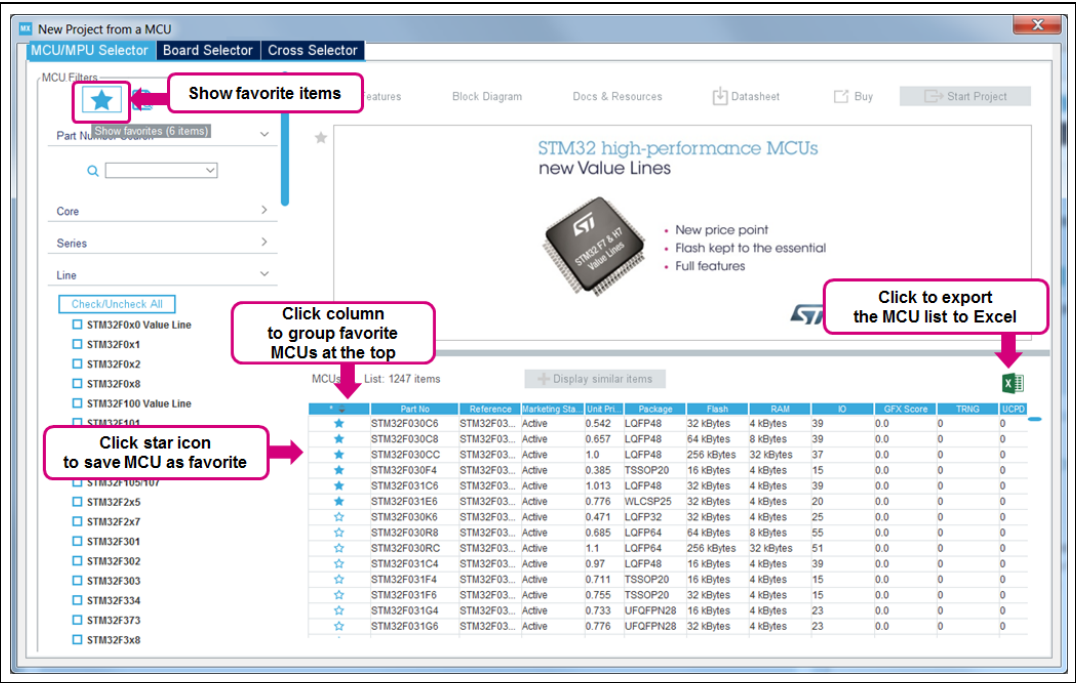 MX New Project from a MCU
MCU/MPU Selector Board Selector Cross Selector
MCU Filters
Show favorite items
eatures Block Diagram Docs & Resources Datasheet Buy Start Project
Show favorites (6 items)
Part Number Search
STM32 high-performance MCUs
new Value Lines
Core
Series
Line
STM32 F7 & H7
Value Lines
• New price point
• Flash kept to the essential
• Full features
Check/Uncheck All
STM32F0x0 Value Line
STM32F0x1
STM32F0x2
STM32F0x8
STM32F100 Value Line
STM32F101
STM32F105/107
STM32F2x5
STM32F2x7
STM32F301
STM32F302
STM32F303
STM32F334
STM32F373
STM32F3x8
Click column
to group favorite
MCUs at the top
Click to export
the MCU list to Excel
Click star icon
to save MCU as favorite
MCUs List: 1247 items Display similar items
* Part No Reference Marketing Sta... Unit Pri... Package Flash RAM IO GFX Score TRNG UCPD
STM32F030C6 STM32F03... Active 0.542 LQFP48 32 kBytes 4 kBytes 39 0.0 0 0
STM32F030C8 STM32F03... Active 0.657 LQFP48 64 kBytes 8 kBytes 39 0.0 0 0
STM32F030CC STM32F03... Active 1.0 LQFP48 256 kBytes 32 kBytes 37 0.0 0 0
STM32F030F4 STM32F03... Active 0.385 TSSOP20 16 kBytes 4 kBytes 15 0.0 0 0
STM32F031C6 STM32F03... Active 1.013 LQFP48 32 kBytes 4 kBytes 39 0.0 0 0
STM32F031E6 STM32F03... Active 0.776 WLCSP25 32 kBytes 4 kBytes 20 0.0 0 0
STM32F030K6 STM32F03... Active 0.471 LQFP32 32 kBytes 4 kBytes 25 0.0 0 0
STM32F030R8 STM32F03... Active 0.685 LQFP64 64 kBytes 8 kBytes 55 0.0 0 0
STM32F030RC STM32F03... Active 1.1 LQFP64 256 kBytes 32 kBytes 51 0.0 0 0
STM32F031C4 STM32F03... Active 0.97 LQFP48 16 kBytes 4 kBytes 39 0.0 0 0
STM32F031F4 STM32F03... Active 0.711 TSSOP20 16 kBytes 4 kBytes 15 0.0 0 0
STM32F031F6 STM32F03... Active 0.755 TSSOP20 32 kBytes 4 kBytes 15 0.0 0 0
STM32F031G4 STM32F03... Active 0.733 UFQFPN28 16 kBytes 4 kBytes 23 0.0 0 0
STM32F031G6 STM32F03... Active 0.776 UFQFPN28 32 kBytes 4 kBytes 23 0.0 0 0